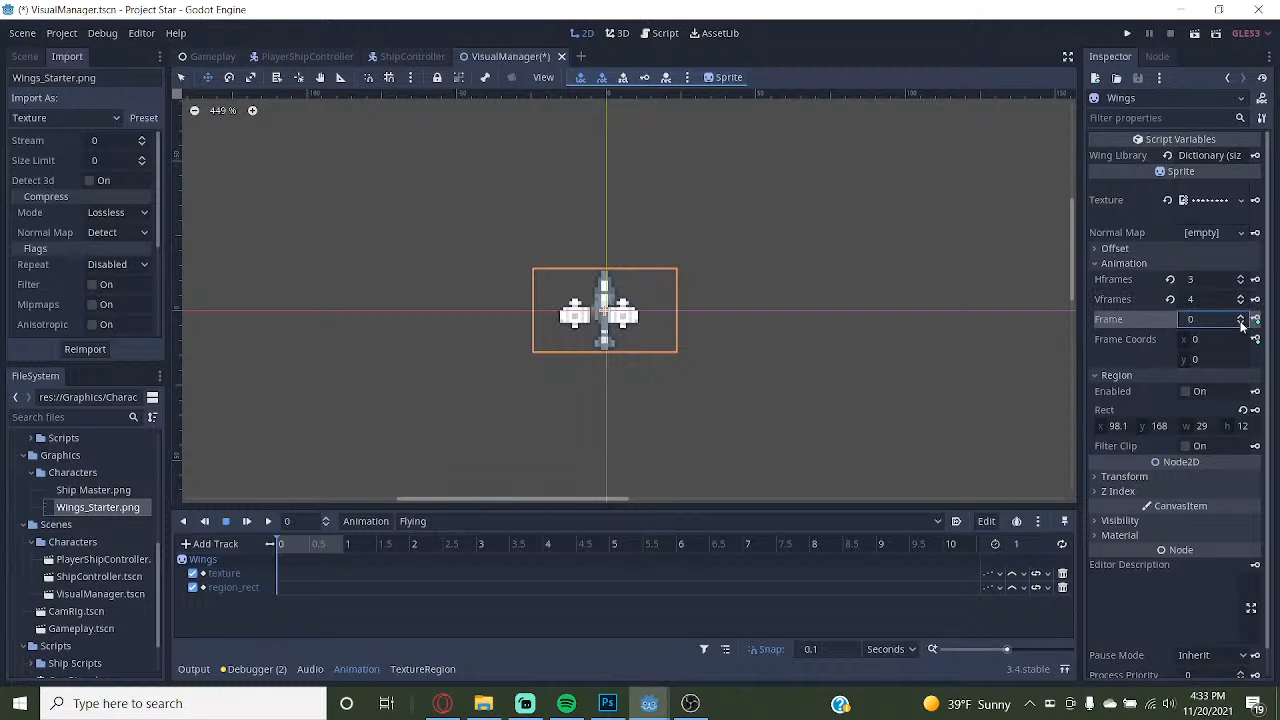 (*) VisualManager.tscn - Project Star - Godot Engine
Scene Project Debug Editor Help
2D 3D Script AssetLib
GLES3
Scene Import
Gameplay PlayerShipController ShipController VisualManager(*)
Inspector Node
Wings_Starter.png
View Sprite
Import As:
Texture Preset
Stream 0
Size Limit 0
Detect 3d On
Compress
Mode Lossless
Normal Map Detect
Flags
Repeat Disabled
Filter On
Mipmaps On
Anisotropic On
Reimport
FileSystem
res://Graphics/Charac
Search files
Scripts
Graphics
Characters
Ship Master.png
Wings_Starter.png
Scenes
Characters
PlayerShipController.
ShipController.tscn
VisualManager.tscn
CamRig.tscn
Gameplay.tscn
Scripts
Ship Scripts
-100 -50 0 50 100 150
449 %
0 Animation Flying Edit
Add Track 0 0.5 1 1.5 2 2.5 3 3.5 4 4.5 5 5.5 6 6.5 7 7.5 8 8.5 9 9.5 10 1
Wings
texture
region_rect
Snap: 0.1 Seconds
Output Debugger (2) Audio Animation TextureRegion 3.4.stable
Wings
Filter properties
Script Variables
Wing Library Dictionary (siz
Sprite
Texture
Normal Map [empty]
Offset
Animation
Hframes 3
Vframes 4
Frame 0
Frame Coords x 0
y 0
Region
Enabled On
Rect
x 98.1 y 168 w 29 h 12
Filter Clip On
Node2D
Transform
Z Index
CanvasItem
Visibility
Material
Node
Editor Description
Pause Mode Inherit
Process Priority 0
Type here to search
Ps
39°F Sunny
4:33 PM
11/20/2021